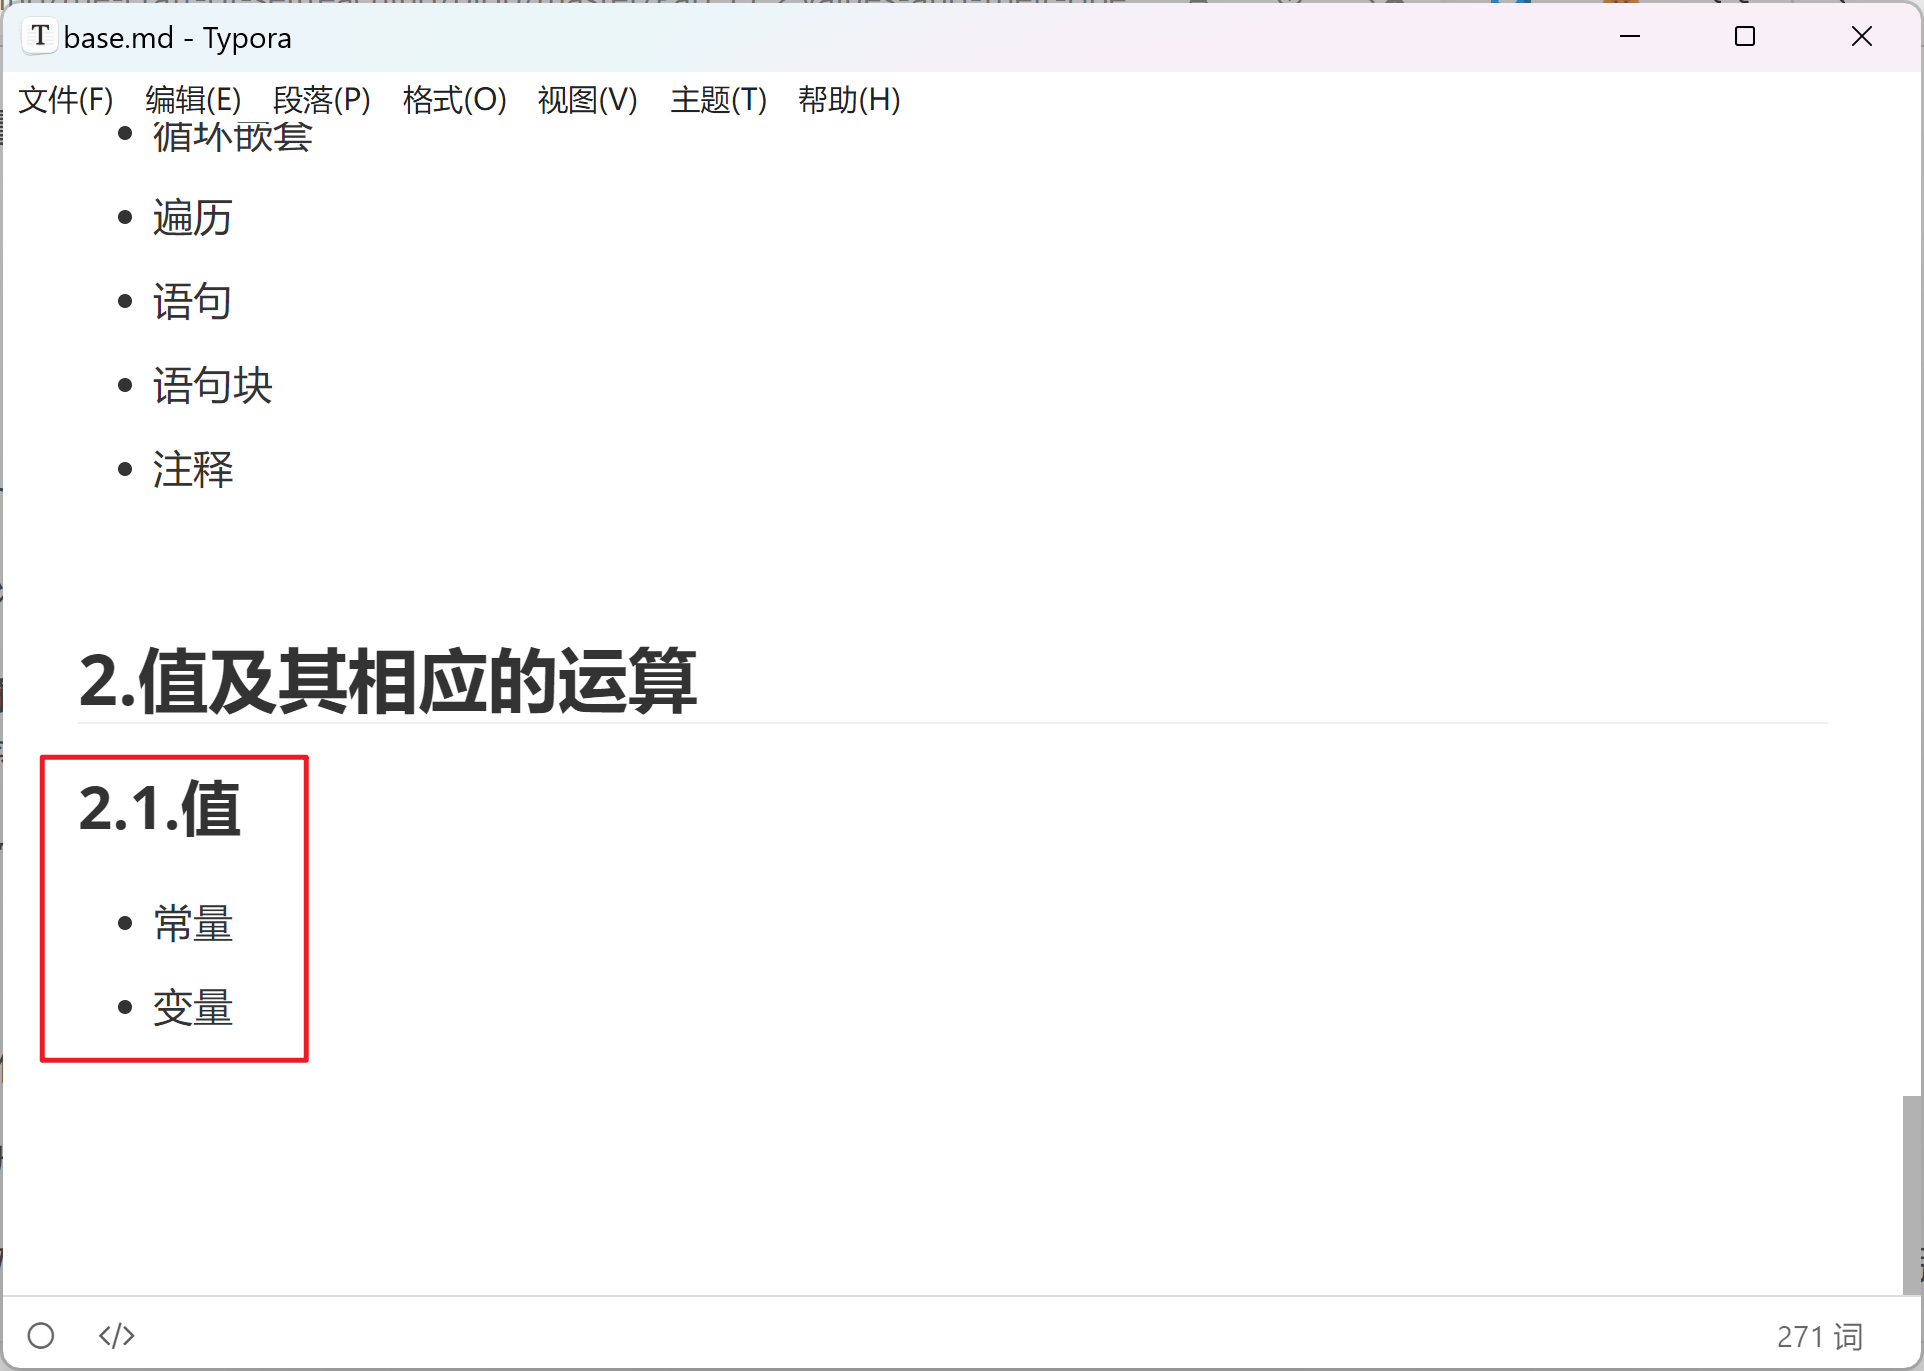 base.md - Typora
文件(F) 编辑(E) 段落(P) 格式(O) 视图(V) 主题(T) 帮助(H)
循环嵌套
遍历
语句
语句块
注释
2.值及其相应的运算
2.1.值
常量
变量
</> 271 词